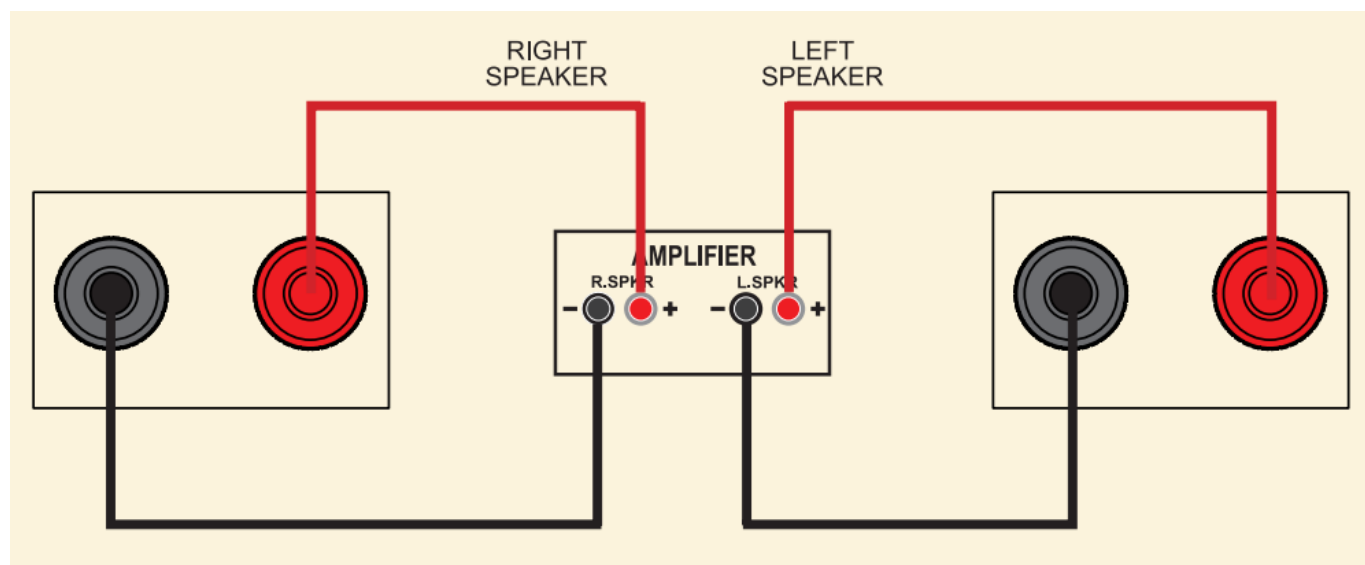 RIGHT
SPEAKER
LEFT
SPEAKER
AMPLIFIER
R.SPKR
L.SPKR
- +
- +